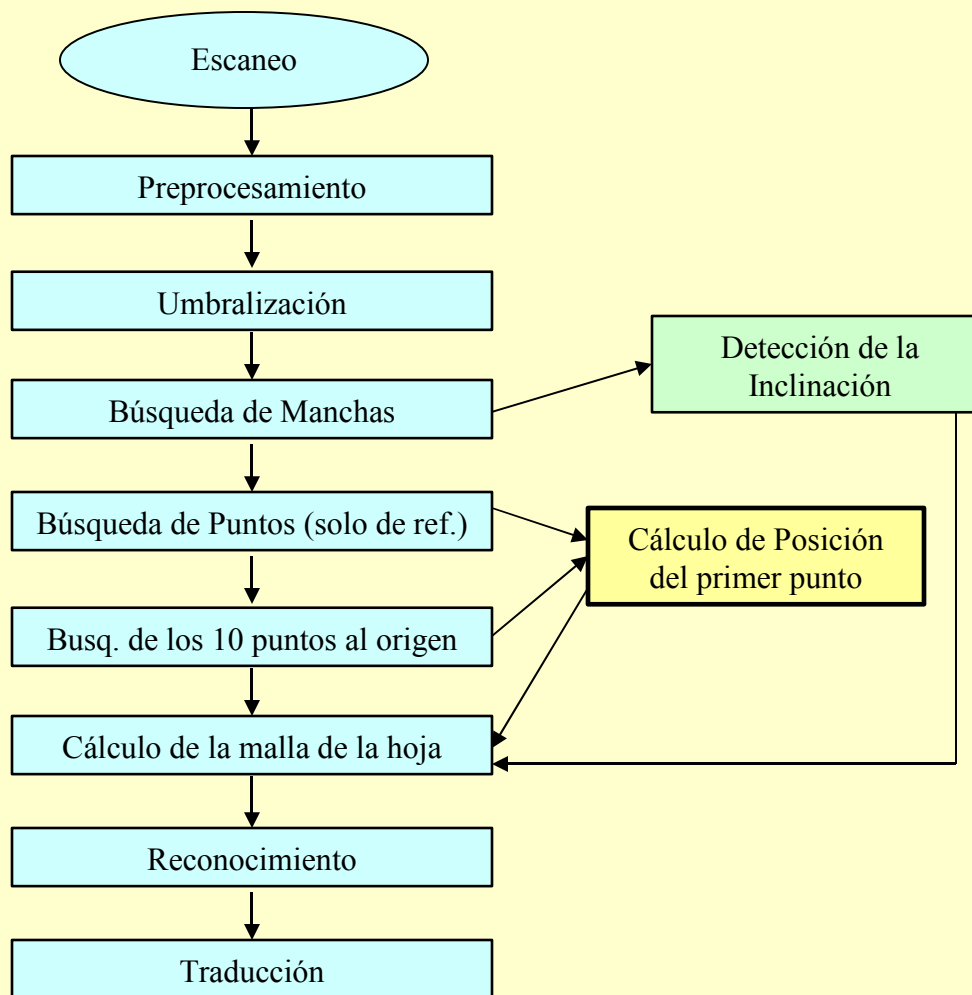 Escaneo
Preprocesamiento
Umbralización
Detección de la
Inclinación
Búsqueda de Manchas
Búsqueda de Puntos (solo de ref.)
Cálculo de Posición
del primer punto
Busq. de los 10 puntos al origen
Cálculo de la malla de la hoja
Reconocimiento
Traducción